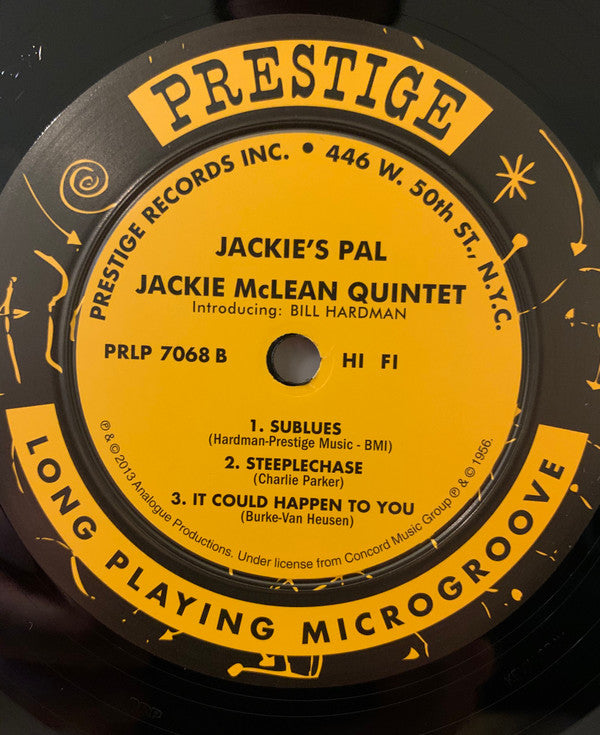 PRESTIGE
PRESTIGE RECORDS INC. • 446 W. 50th ST., N.Y.C.
JACKIE'S PAL
JACKIE McLEAN QUINTET
Introducing: BILL HARDMAN
PRLP 7068 B
HI FI
1. SUBLUES
(Hardman-Prestige Music - BMI)
2. STEEPLECHASE
(Charlie Parker)
3. IT COULD HAPPEN TO YOU
(Burke-Van Heusen)
℗ & © 2013 Analogue Productions. Under license from Concord Music Group ℗ & © 1956.
LONG PLAYING MICROGROOVE